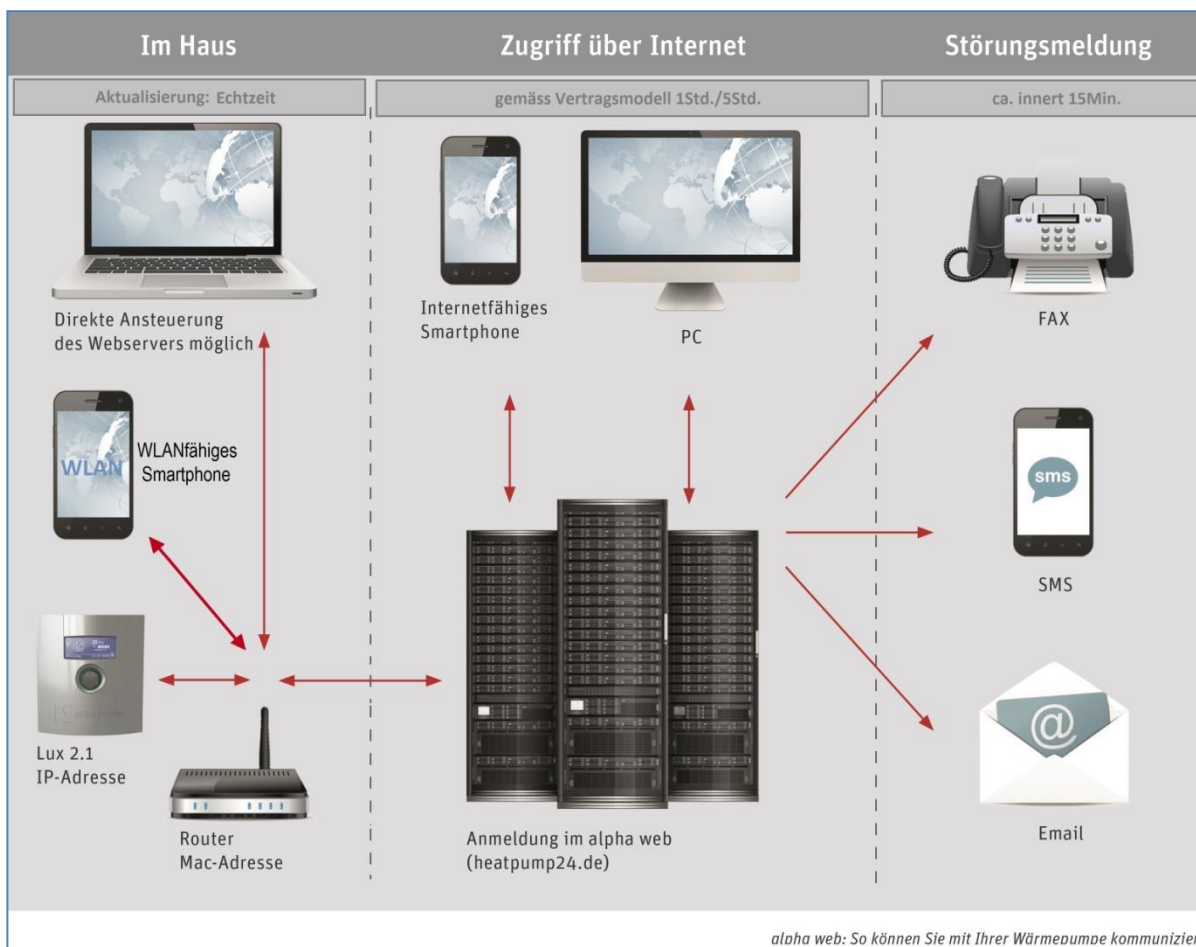 Im Haus
Zugriff über Internet
Störungsmeldung
Aktualisierung: Echtzeit
gemäss Vertragsmodell 1Std./5Std.
ca. innert 15Min.
Direkte Ansteuerung
des Webservers möglich
Internetfähiges
Smartphone
PC
FAX
WLAN
WLANfähiges
Smartphone
sms
SMS
Lux 2.1
IP-Adresse
Router
Mac-Adresse
Anmeldung im alpha web
(heatpump24.de)
@
Email
alpha web: So können Sie mit Ihrer Wärmepumpe kommunizier